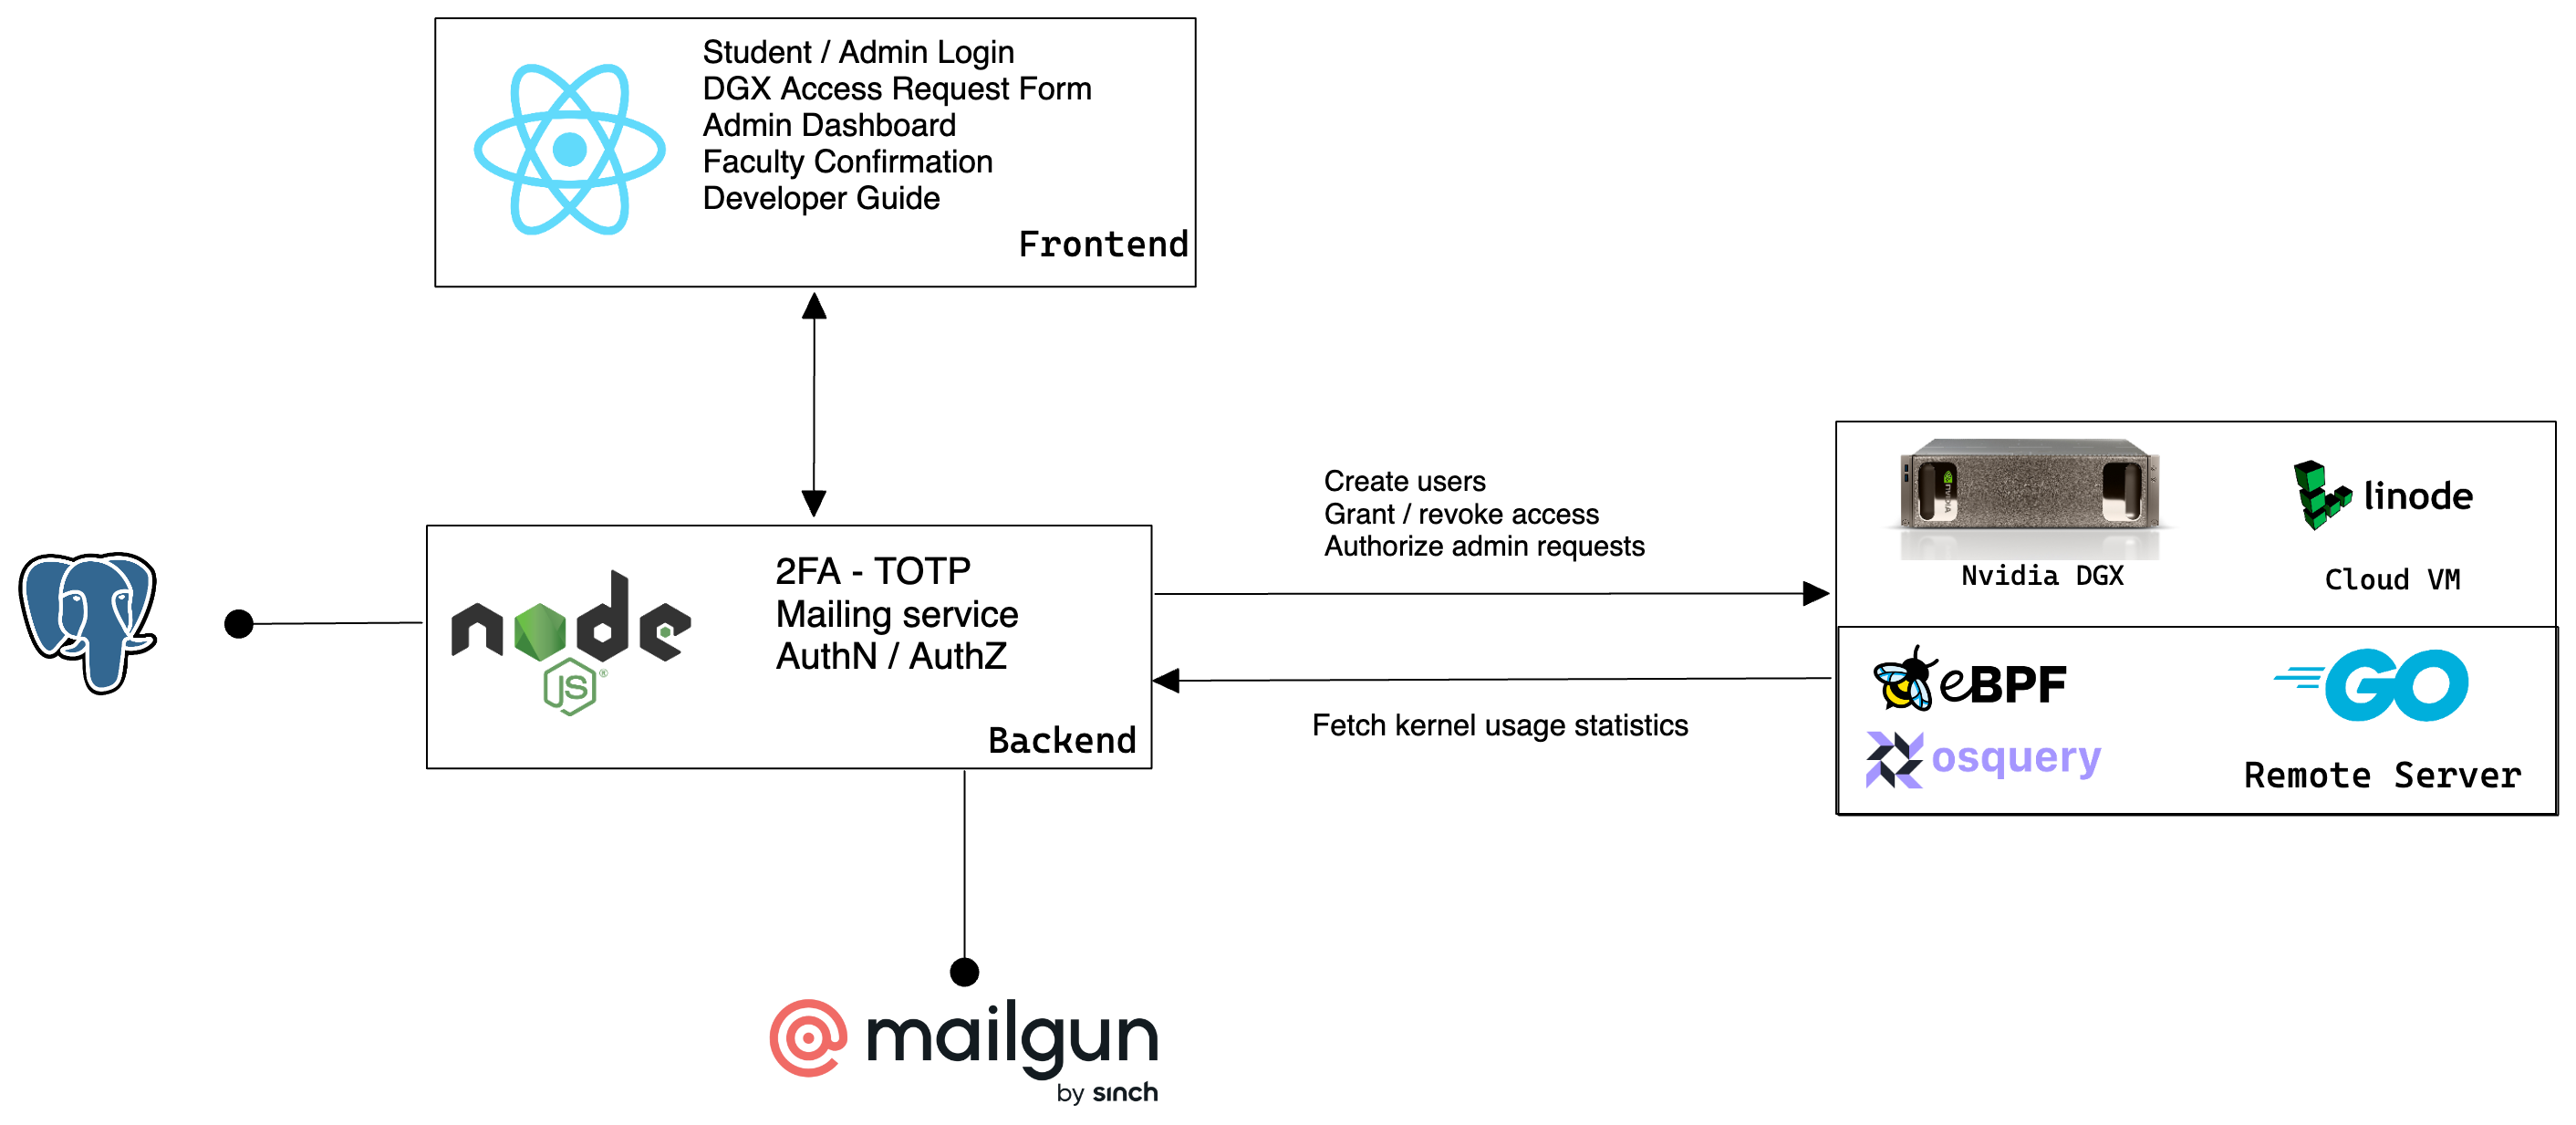 Student / Admin Login
DGX Access Request Form
Admin Dashboard
Faculty Confirmation
Developer Guide
Frontend
Create users
Grant / revoke access
Authorize admin requests
NVIDIA
Nvidia DGX
linode
Cloud VM
node
JS
2FA - TOTP
Mailing service
AuthN / AuthZ
Backend
Fetch kernel usage statistics
eBPF
osquery
GO
Remote Server
mailgun
by sinch